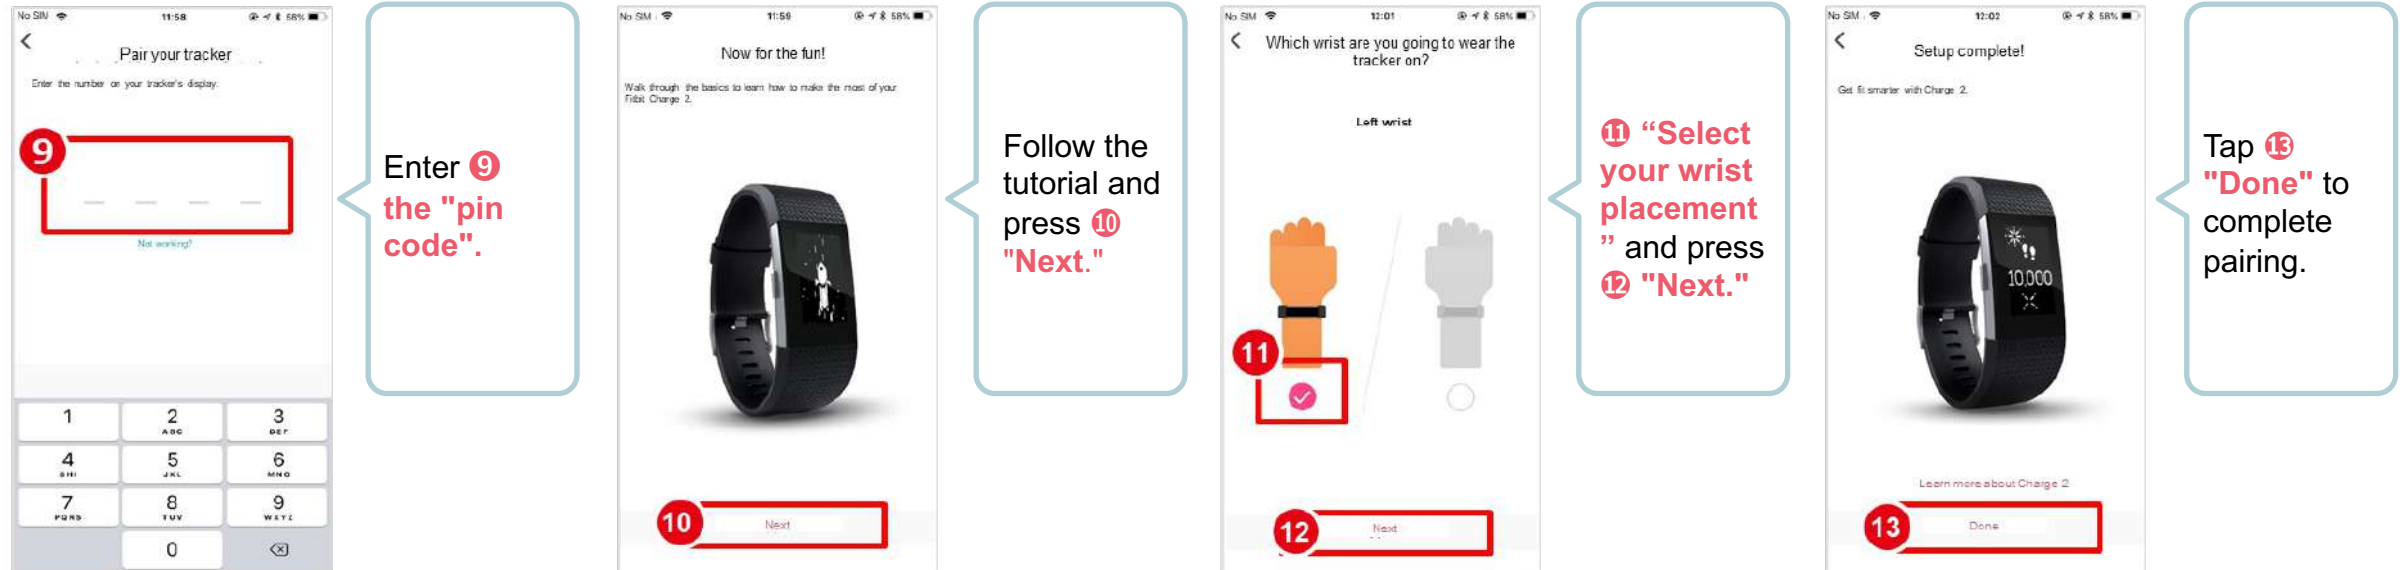 No SIM 11:58 58%
Pair your tracker
Enter the number on your tracker's display.
9
Not working?
1
2
ABC
3
DEF
4
GHI
5
JKL
6
MNO
7
PQRS
8
TUV
9
WXYZ
0
Enter ❾
the "pin
code".
No SIM 11:59 58%
Now for the fun!
Walk through the basics to learn how to make the most of your
Fitbit Charge 2.
10
Next
Follow the
tutorial and
press ❿
"Next."
No SIM 12:01 58%
Which wrist are you going to wear the
tracker on?
Left wrist
11
12
Next
⓫ “Select
your wrist
placement
” and press
⓬ "Next."
No SIM 12:02 58%
Setup complete!
Get fit smarter with Charge 2.
10,000
Learn more about Charge 2
13
Done
Tap ⓭
"Done" to
complete
pairing.